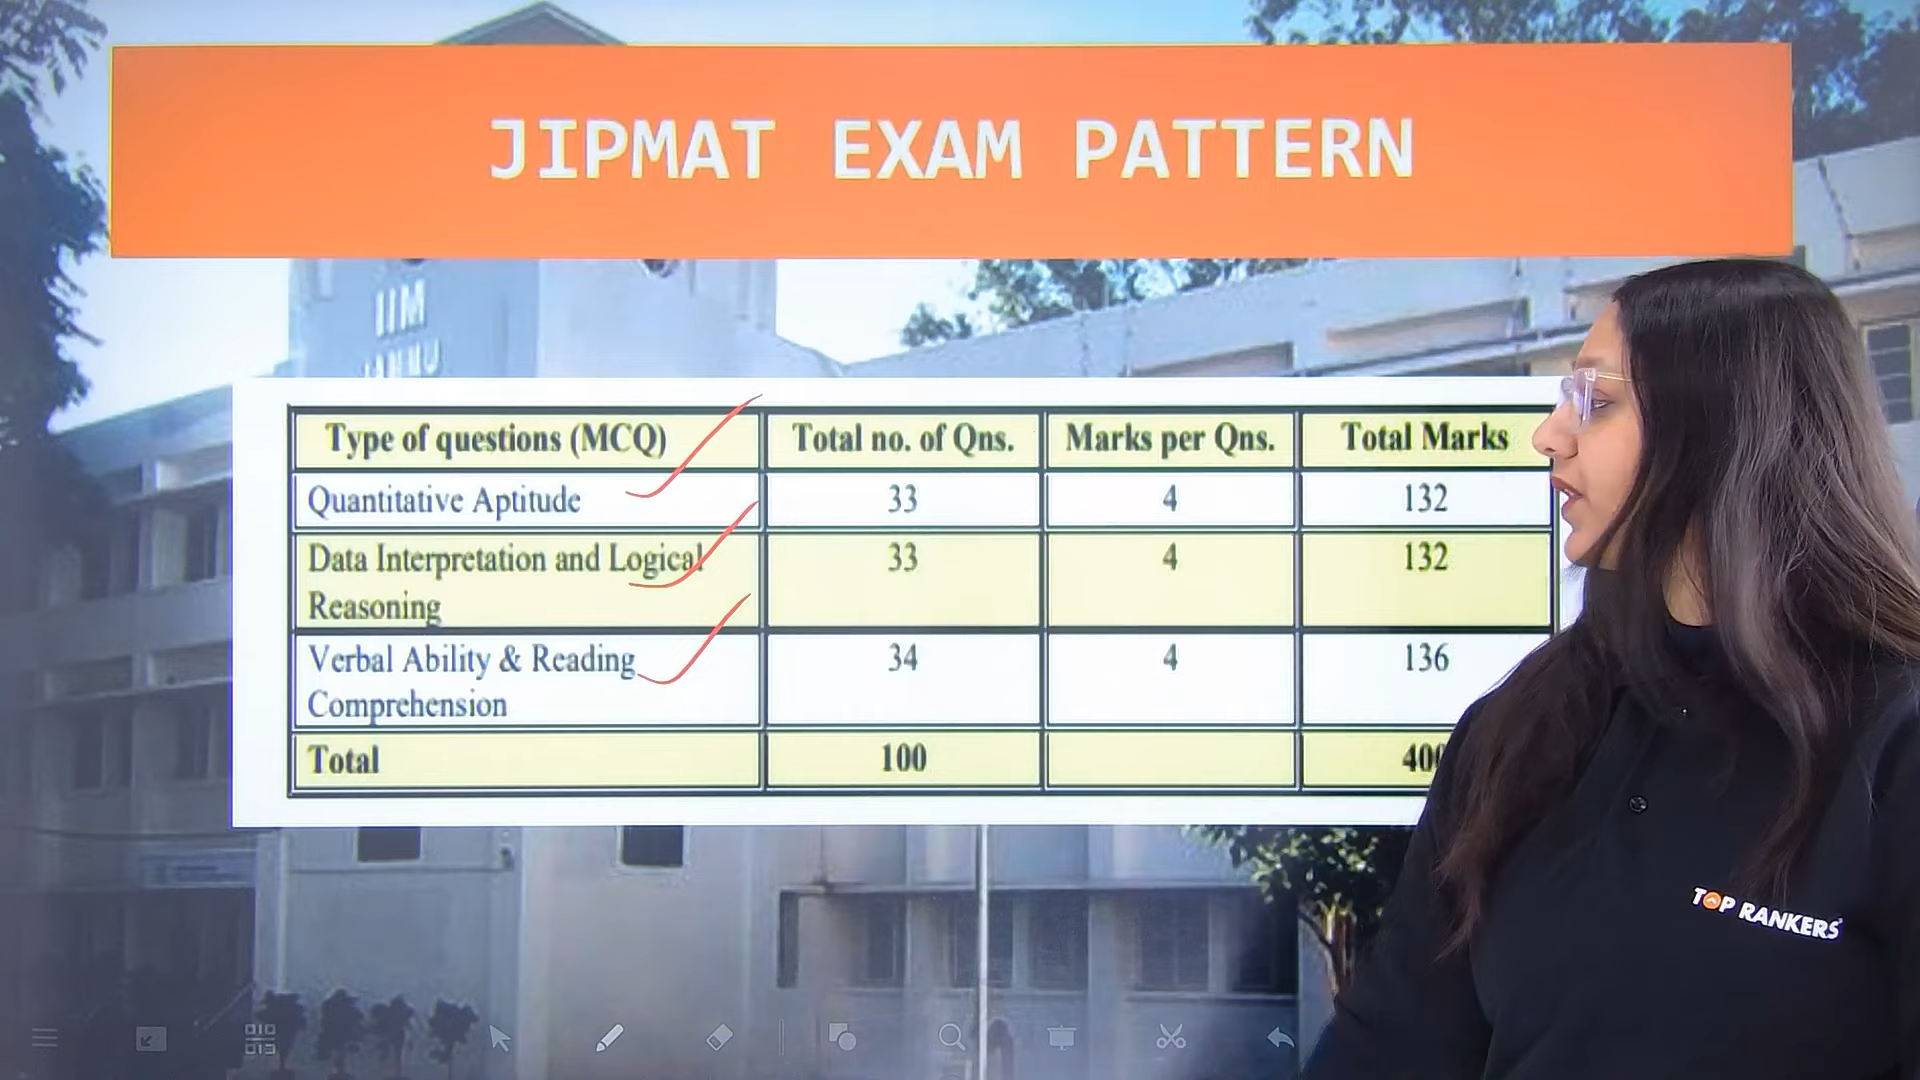 JIPMAT EXAM PATTERN
IIM
Type of questions (MCQ) Total no. of Qns. Marks per Qns. Total Marks
Quantitative Aptitude 33 4 132
Data Interpretation and Logical 33 4 132
Reasoning
Verbal Ability & Reading 34 4 136
Comprehension
Total 100 400
TOP RANKERS